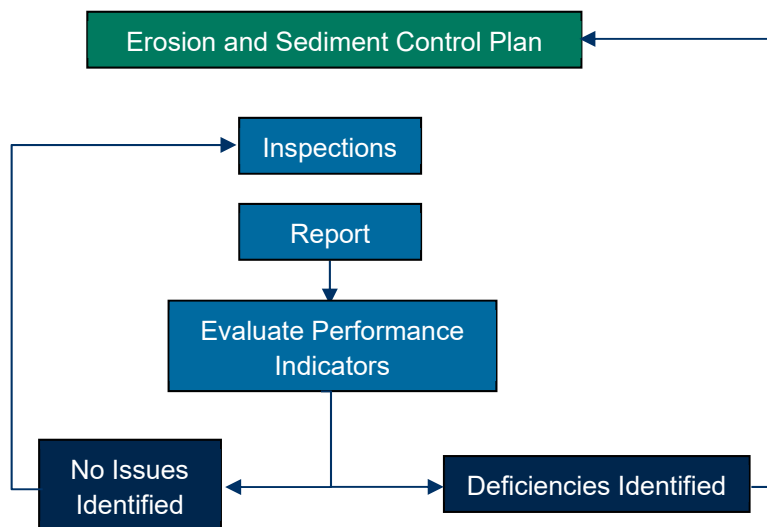 Erosion and Sediment Control Plan
Inspections
Report
Evaluate Performance
Indicators
No Issues
Identified
Deficiencies Identified